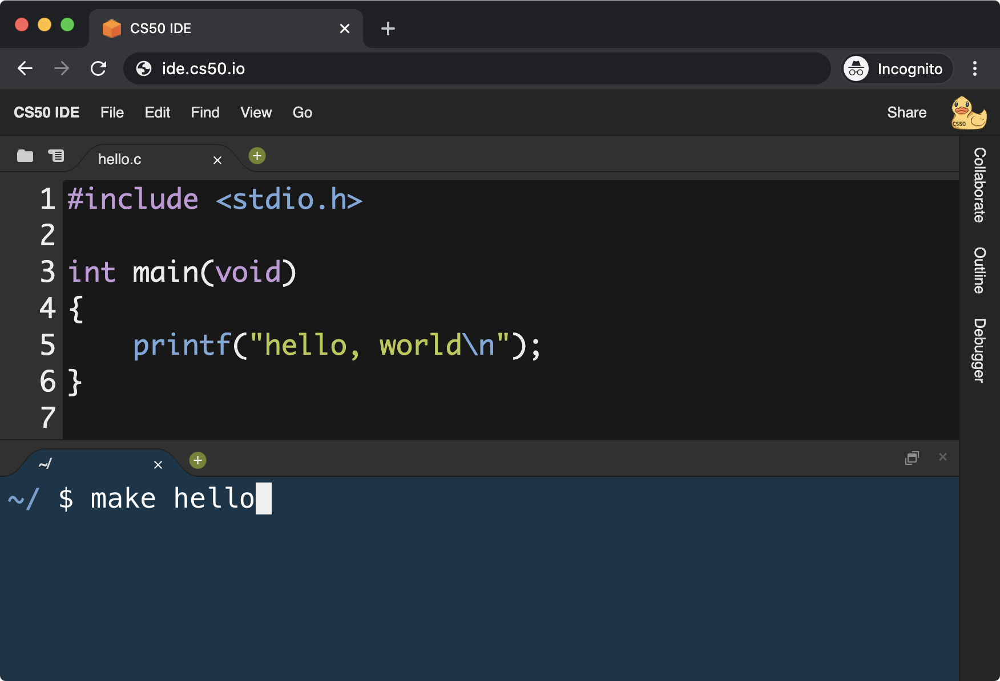 CS50 IDE
ide.cs50.io
Incognito
CS50 IDE File Edit Find View Go Share
CS50
hello.c
Collaborate
Outline
Debugger
1 #include <stdio.h>
2
3 int main(void)
4 {
5     printf("hello, world\n");
6 }
7
~/
~/ $ make hello